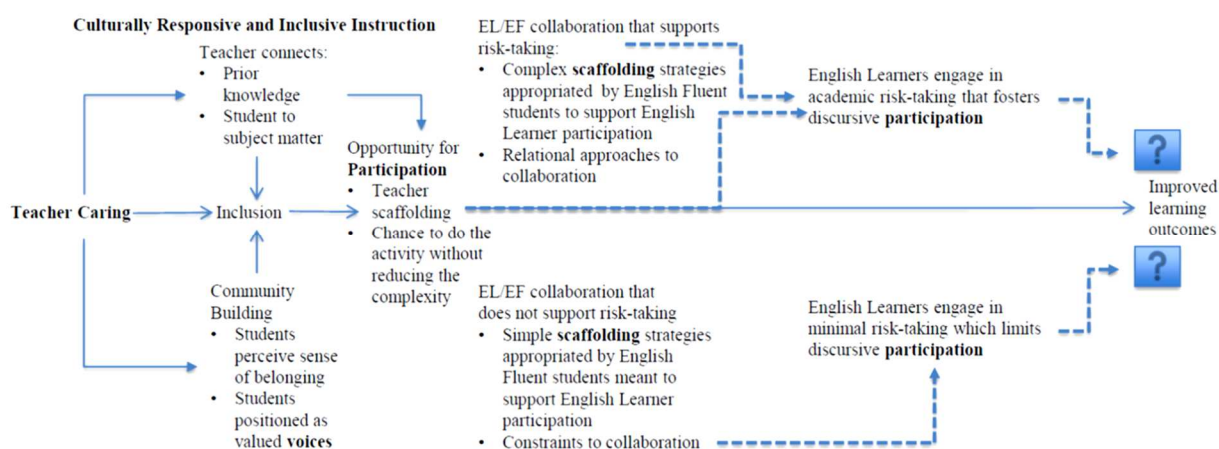 Culturally Responsive and Inclusive Instruction
Teacher connects:
• Prior
knowledge
• Student to
subject matter
Teacher Caring
Inclusion
Community
Building
• Students
perceive sense
of belonging
• Students
positioned as
valued voices
Opportunity for
Participation
• Teacher
scaffolding
• Chance to do the
activity without
reducing the
complexity
EL/EF collaboration that supports
risk-taking:
• Complex scaffolding strategies
appropriated by English Fluent
students to support English
Learner participation
• Relational approaches to
collaboration
EL/EF collaboration that
does not support risk-taking
• Simple scaffolding strategies
appropriated by English
Fluent students meant to
support English Learner
participation
• Constraints to collaboration
English Learners engage in
academic risk-taking that fosters
discursive participation
English Learners engage in
minimal risk-taking which limits
discursive participation
?
Improved
learning
outcomes
?